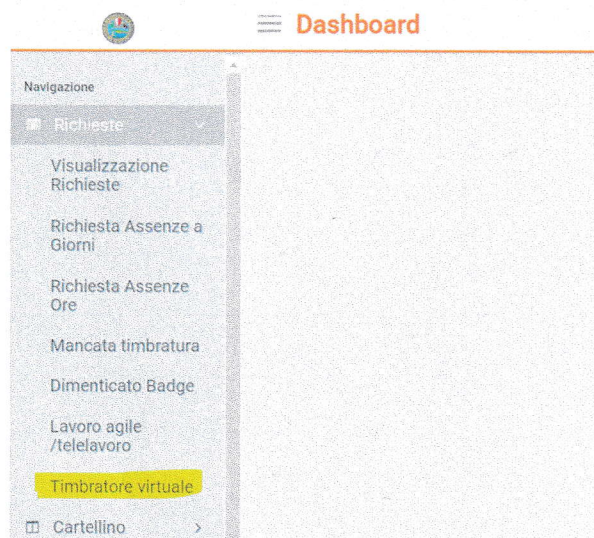 Dashboard
Navigazione
Richieste
Visualizzazione
Richieste
Richiesta Assenze a
Giorni
Richiesta Assenze
Ore
Mancata timbratura
Dimenticato Badge
Lavoro agile
/telelavoro
Timbratore virtuale
Cartellino